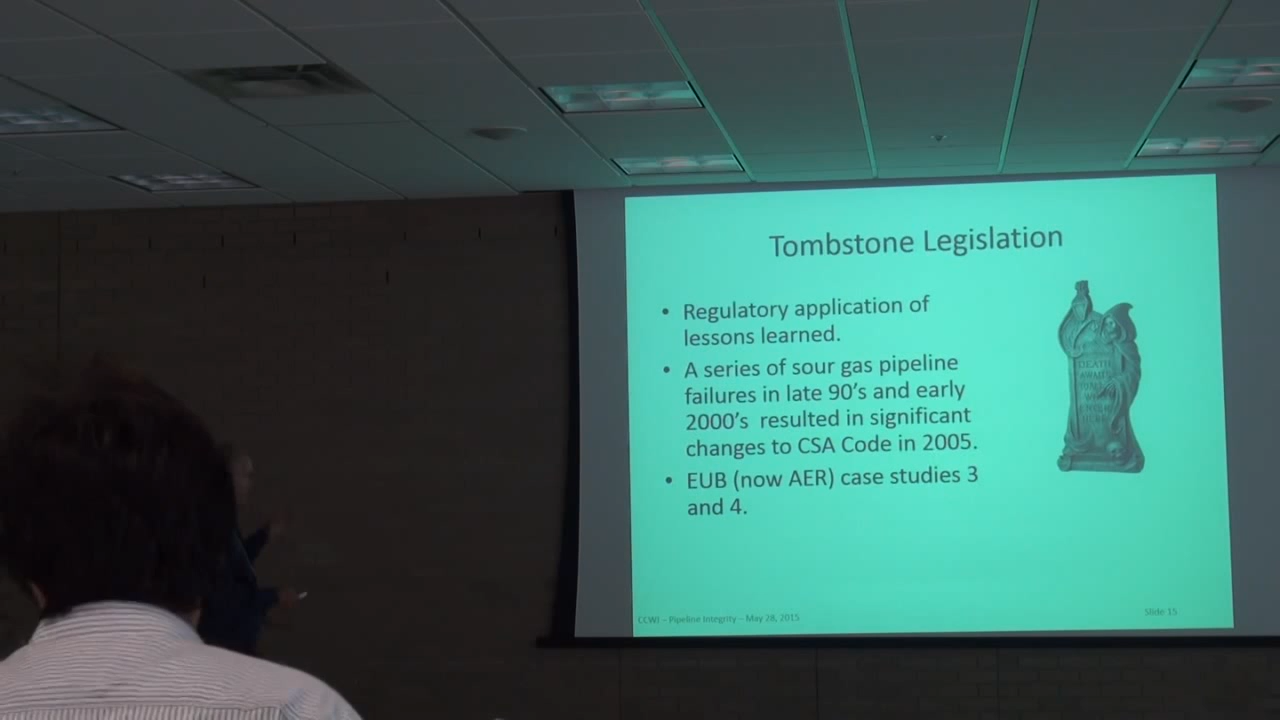 Tombstone Legislation
• Regulatory application of
lessons learned.
• A series of sour gas pipeline
failures in late 90's and early
2000's resulted in significant
changes to CSA Code in 2005.
• EUB (now AER) case studies 3
and 4.
DEATH
AWAITS
CCWI – Pipeline Integrity – May 28, 2015
Slide 15